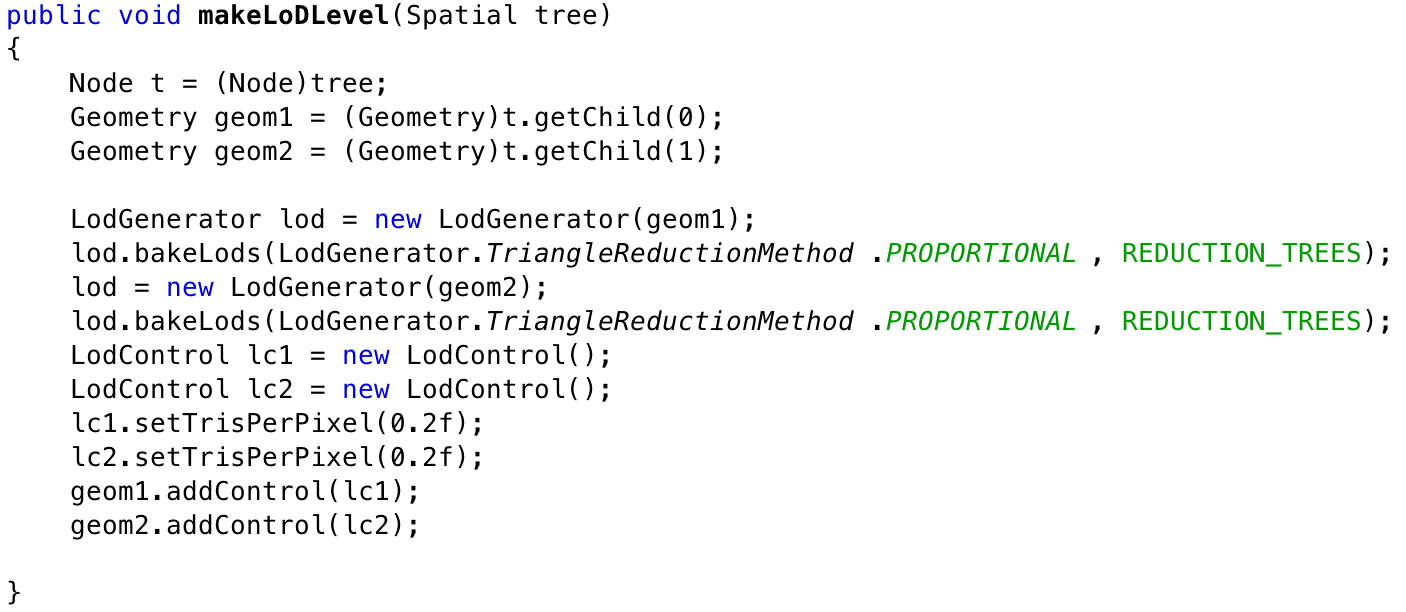 public void makeLoDLevel(Spatial tree)
{
    Node t = (Node)tree;
    Geometry geom1 = (Geometry)t.getChild(0);
    Geometry geom2 = (Geometry)t.getChild(1);

    LodGenerator lod = new LodGenerator(geom1);
    lod.bakeLods(LodGenerator.TriangleReductionMethod .PROPORTIONAL , REDUCTION_TREES);
    lod = new LodGenerator(geom2);
    lod.bakeLods(LodGenerator.TriangleReductionMethod .PROPORTIONAL , REDUCTION_TREES);
    LodControl lc1 = new LodControl();
    LodControl lc2 = new LodControl();
    lc1.setTrisPerPixel(0.2f);
    lc2.setTrisPerPixel(0.2f);
    geom1.addControl(lc1);
    geom2.addControl(lc2);

}